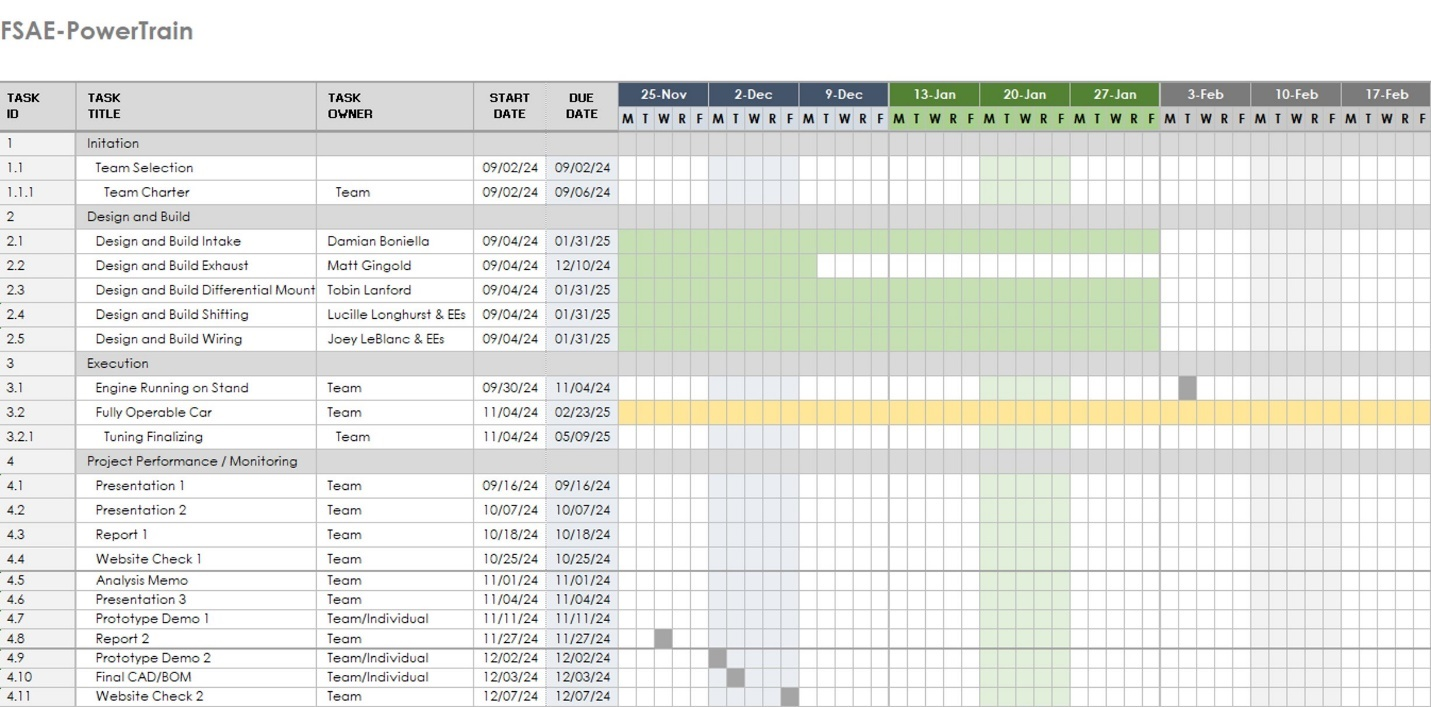 FSAE-PowerTrain
TASK ID TASK TITLE TASK OWNER START DATE DUE DATE 25-Nov 2-Dec 9-Dec 13-Jan 20-Jan 27-Jan 3-Feb 10-Feb 17-Feb
M T W R F M T W R F M T W R F M T W R F M T W R F M T W R F M T W R F M T W R F M T W R F
1 Initation
1.1 Team Selection 09/02/24 09/02/24
1.1.1 Team Charter Team 09/02/24 09/06/24
2 Design and Build
2.1 Design and Build Intake Damian Boniella 09/04/24 01/31/25
2.2 Design and Build Exhaust Matt Gingold 09/04/24 12/10/24
2.3 Design and Build Differential Mount Tobin Lanford 09/04/24 01/31/25
2.4 Design and Build Shifting Lucille Longhurst & EEs 09/04/24 01/31/25
2.5 Design and Build Wiring Joey LeBlanc & EEs 09/04/24 01/31/25
3 Execution
3.1 Engine Running on Stand Team 09/30/24 11/04/24
3.2 Fully Operable Car Team 11/04/24 02/23/25
3.2.1 Tuning Finalizing Team 11/04/24 05/09/25
4 Project Performance / Monitoring
4.1 Presentation 1 Team 09/16/24 09/16/24
4.2 Presentation 2 Team 10/07/24 10/07/24
4.3 Report 1 Team 10/18/24 10/18/24
4.4 Website Check 1 Team 10/25/24 10/25/24
4.5 Analysis Memo Team 11/01/24 11/01/24
4.6 Presentation 3 Team 11/04/24 11/04/24
4.7 Prototype Demo 1 Team/Individual 11/11/24 11/11/24
4.8 Report 2 Team 11/27/24 11/27/24
4.9 Prototype Demo 2 Team/Individual 12/02/24 12/02/24
4.10 Final CAD/BOM Team/Individual 12/03/24 12/03/24
4.11 Website Check 2 Team 12/07/24 12/07/24